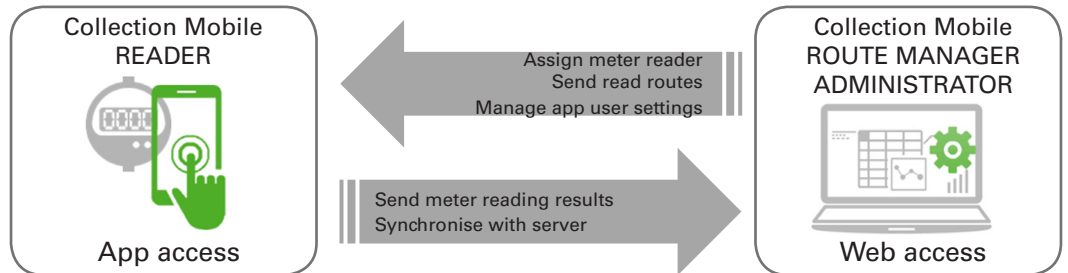 Collection Mobile
READER
App access
Assign meter reader
Send read routes
Manage app user settings
Send meter reading results
Synchronise with server
Collection Mobile
ROUTE MANAGER
ADMINISTRATOR
Web access